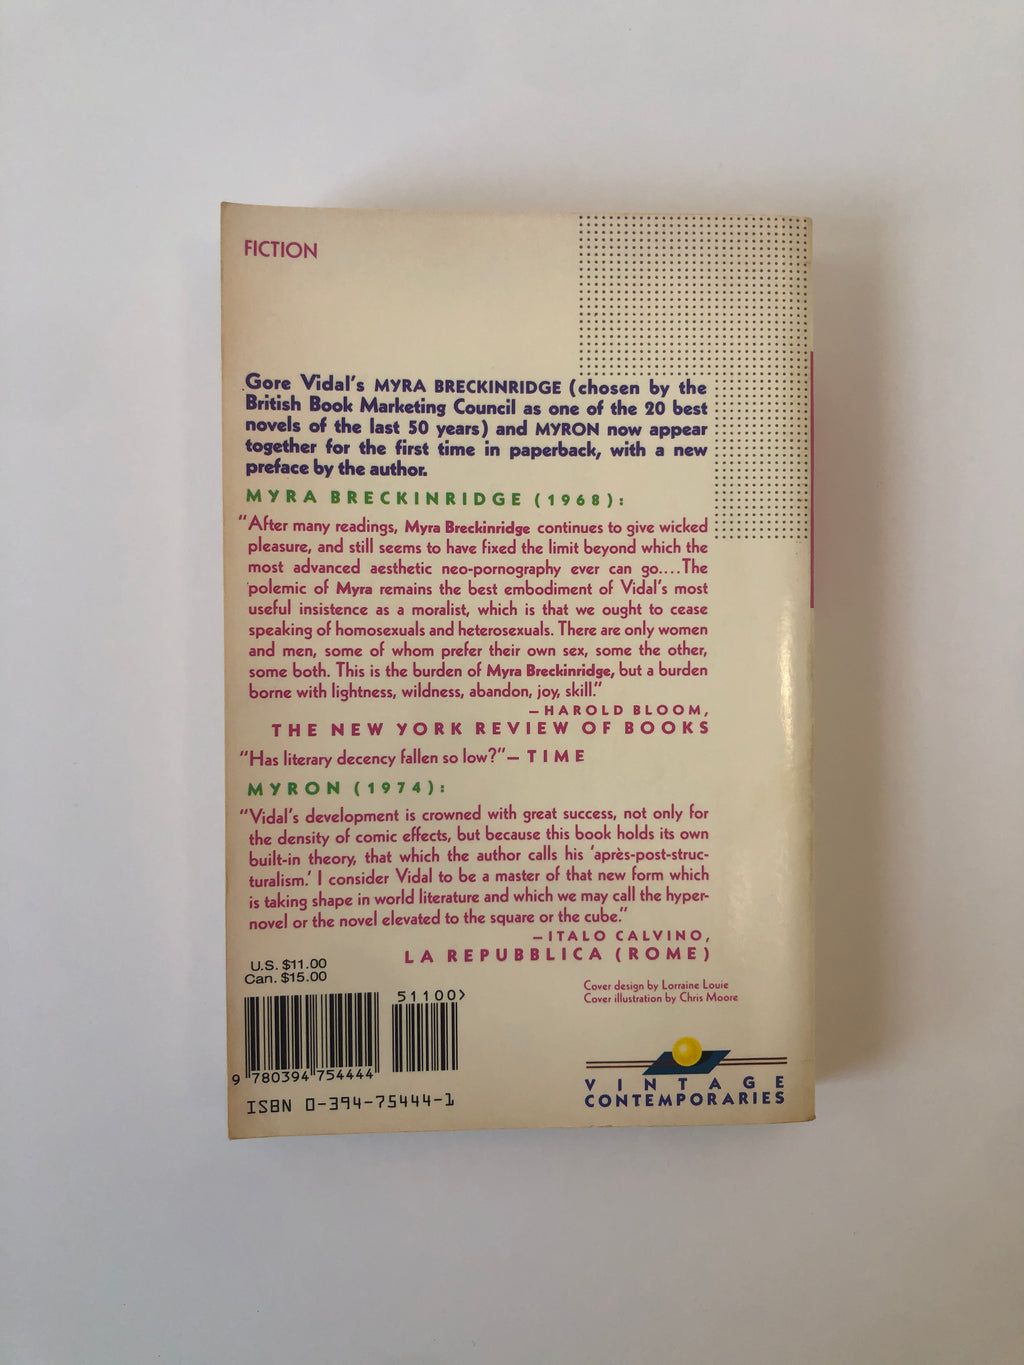 FICTION
Gore Vidal's MYRA BRECKINRIDGE (chosen by the
British Book Marketing Council as one of the 20 best
novels of the last 50 years) and MYRON now appear
together for the first time in paperback, with a new
preface by the author.
MYRA BRECKINRIDGE (1968):
"After many readings, Myra Breckinridge continues to give wicked
pleasure, and still seems to have fixed the limit beyond which the
most advanced aesthetic neo-pornography ever can go....The
polemic of Myra remains the best embodiment of Vidal's most
useful insistence as a moralist, which is that we ought to cease
speaking of homosexuals and heterosexuals. There are only women
and men, some of whom prefer their own sex, some the other,
some both. This is the burden of Myra Breckinridge, but a burden
borne with lightness, wildness, abandon, joy, skill."
—HAROLD BLOOM,
THE NEW YORK REVIEW OF BOOKS
"Has literary decency fallen so low?"—TIME
MYRON (1974):
"Vidal's development is crowned with great success, not only for
the density of comic effects, but because this book holds its own
built-in theory, that which the author calls his 'après-post-struc-
turalism.' I consider Vidal to be a master of that new form which
is taking shape in world literature and which we may call the hyper-
novel or the novel elevated to the square or the cube."
—ITALO CALVINO,
LA REPUBBLICA (ROME)
U.S. $11.00
Can. $15.00
51100>
9 780394 754444
ISBN 0-394-75444-1
Cover design by Lorraine Louie
Cover illustration by Chris Moore
VINTAGE
CONTEMPORARIES